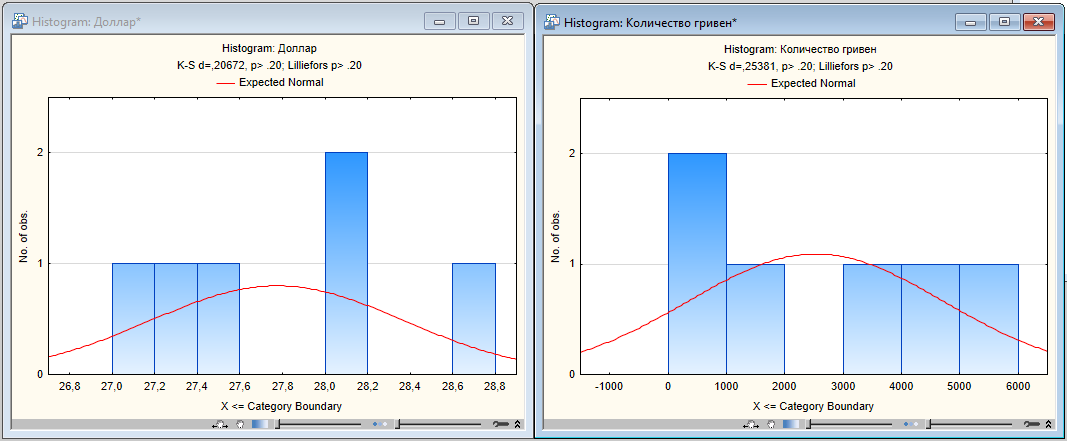 Histogram: Доллар*
Histogram: Доллар
K-S d=,20672, p> .20; Lilliefors p> .20
Expected Normal
2
1
0
No. of obs.
26,8 27,0 27,2 27,4 27,6 27,8 28,0 28,2 28,4 28,6 28,8
X <= Category Boundary
Histogram: Количество гривен*
Histogram: Количество гривен
K-S d=,25381, p> .20; Lilliefors p> .20
Expected Normal
2
1
0
No. of obs.
-1000 0 1000 2000 3000 4000 5000 6000
X <= Category Boundary